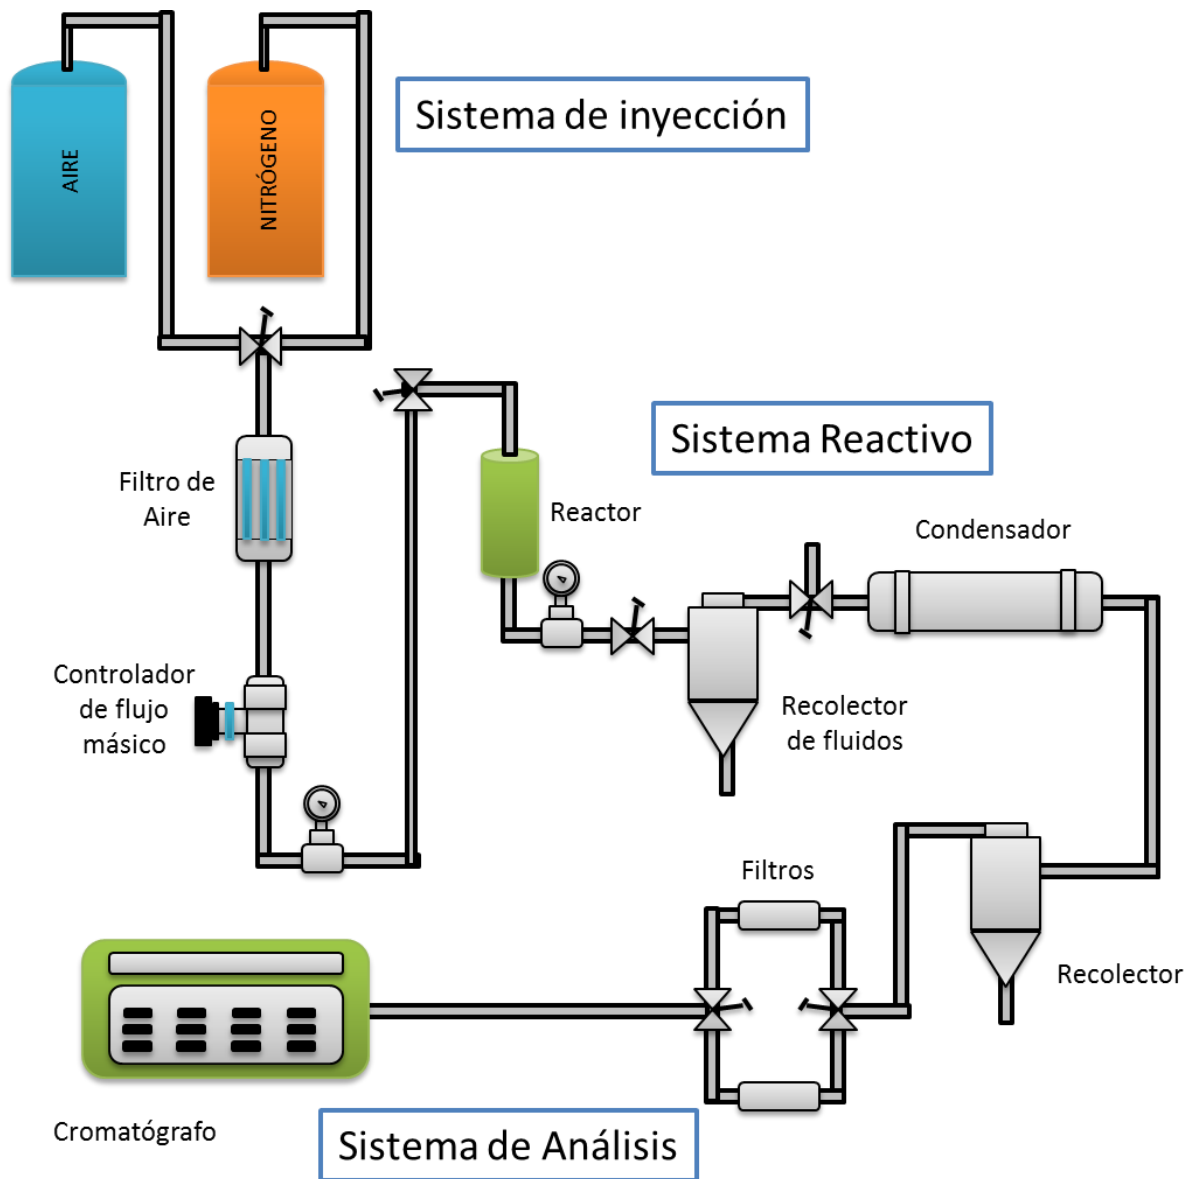 AIRE
NITRÓGENO
Sistema de inyección
Filtro de
Aire
Reactor
Sistema Reactivo
Condensador
Controlador
de flujo
másico
Recolector
de fluidos
Filtros
Recolector
Cromatógrafo
Sistema de Análisis